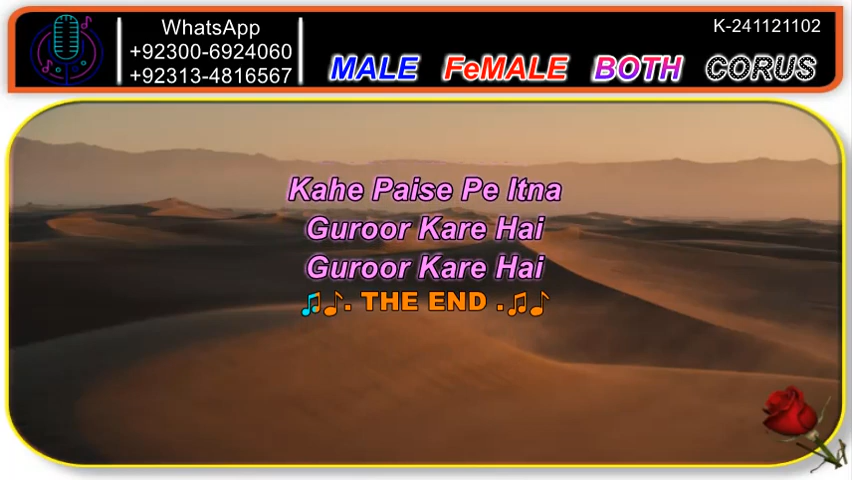 WhatsApp
+92300-6924060
+92313-4816567
K-241121102
MALE FeMALE BOTH CORUS
Kahe Paise Pe Itna
Guroor Kare Hai
Guroor Kare Hai
🎵♪. THE END .🎵♪